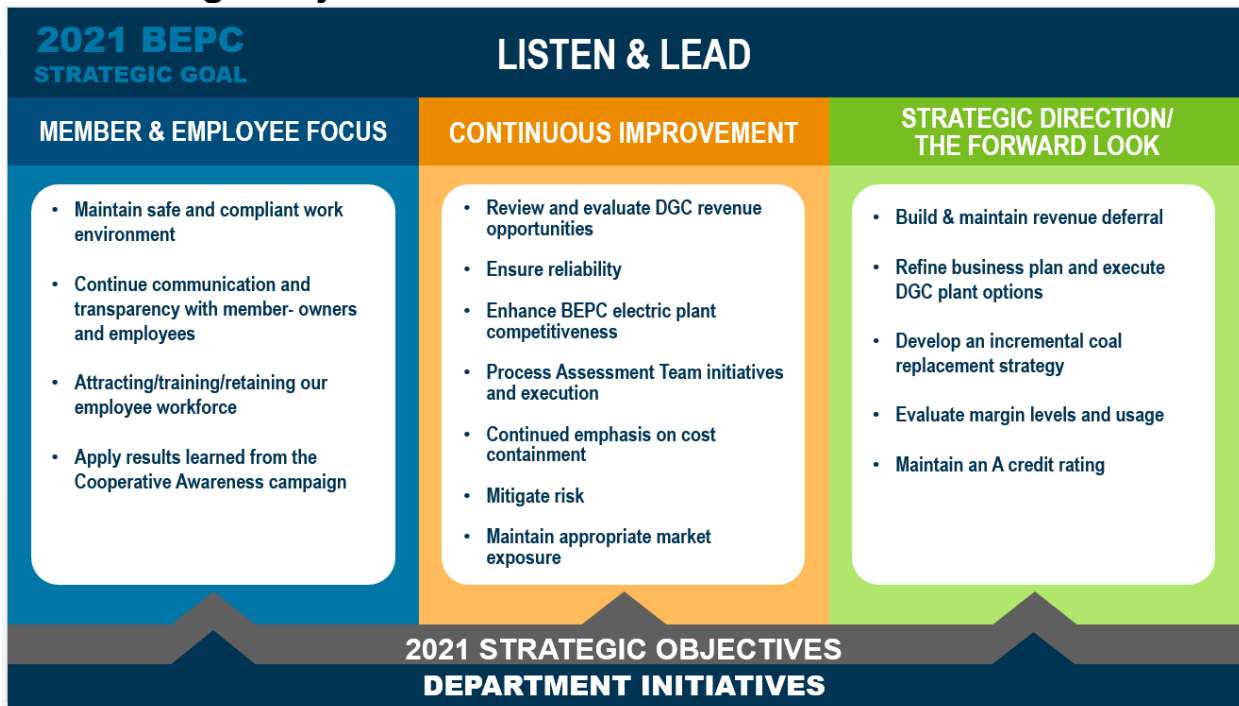 2021 BEPC
STRATEGIC GOAL
LISTEN & LEAD
MEMBER & EMPLOYEE FOCUS
• Maintain safe and compliant work
environment
• Continue communication and
transparency with member- owners
and employees
• Attracting/training/retaining our
employee workforce
• Apply results learned from the
Cooperative Awareness campaign
CONTINUOUS IMPROVEMENT
• Review and evaluate DGC revenue
opportunities
• Ensure reliability
• Enhance BEPC electric plant
competitiveness
• Process Assessment Team initiatives
and execution
• Continued emphasis on cost
containment
• Mitigate risk
• Maintain appropriate market
exposure
STRATEGIC DIRECTION/
THE FORWARD LOOK
• Build & maintain revenue deferral
• Refine business plan and execute
DGC plant options
• Develop an incremental coal
replacement strategy
• Evaluate margin levels and usage
• Maintain an A credit rating
2021 STRATEGIC OBJECTIVES
DEPARTMENT INITIATIVES